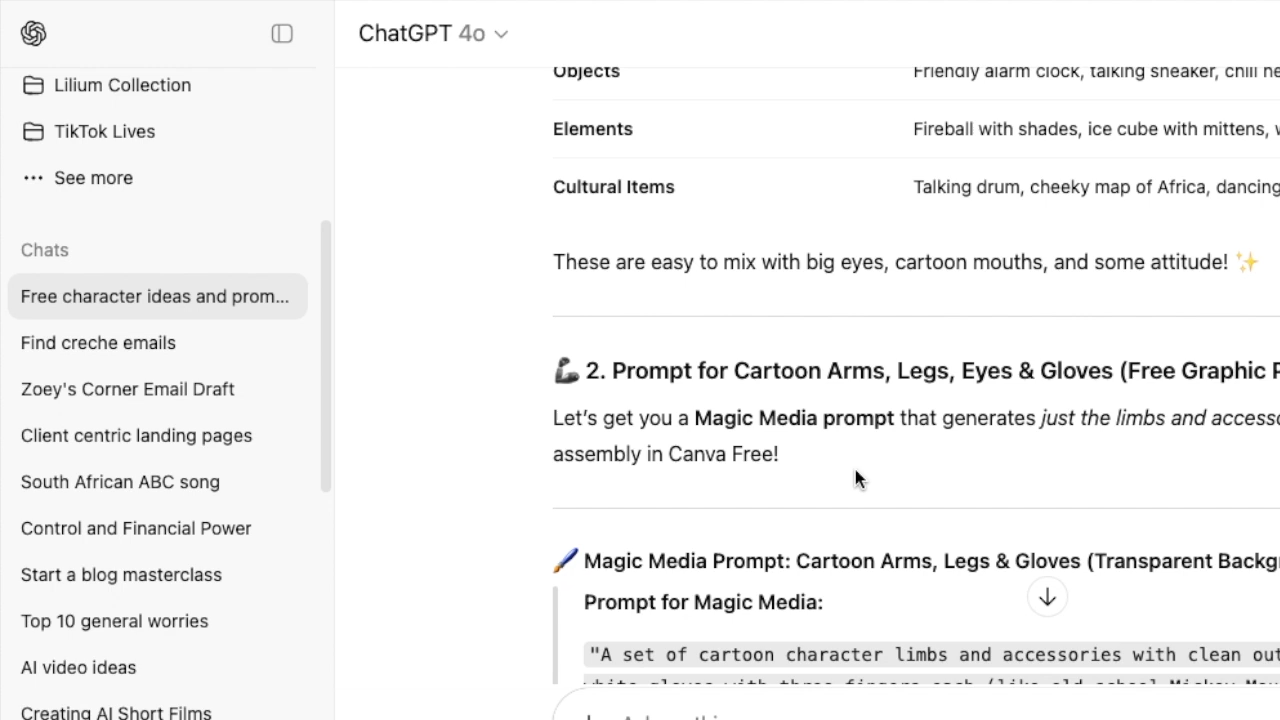 ChatGPT 4o
Lilium Collection
TikTok Lives
See more
Chats
Free character ideas and prom...
Find creche emails
Zoey's Corner Email Draft
Client centric landing pages
South African ABC song
Control and Financial Power
Start a blog masterclass
Top 10 general worries
AI video ideas
Creating AI Short Films
Objects Friendly alarm clock, talking sneaker, chill
Elements Fireball with shades, ice cube with mittens,
Cultural Items Talking drum, cheeky map of Africa, dancing
These are easy to mix with big eyes, cartoon mouths, and some attitude! ✨
🦾 2. Prompt for Cartoon Arms, Legs, Eyes & Gloves (Free Graphic
Let's get you a Magic Media prompt that generates just the limbs and
assembly in Canva Free!
🖌️ Magic Media Prompt: Cartoon Arms, Legs & Gloves (Transparent
Prompt for Magic Media:
"A set of cartoon character limbs and accessories with clean